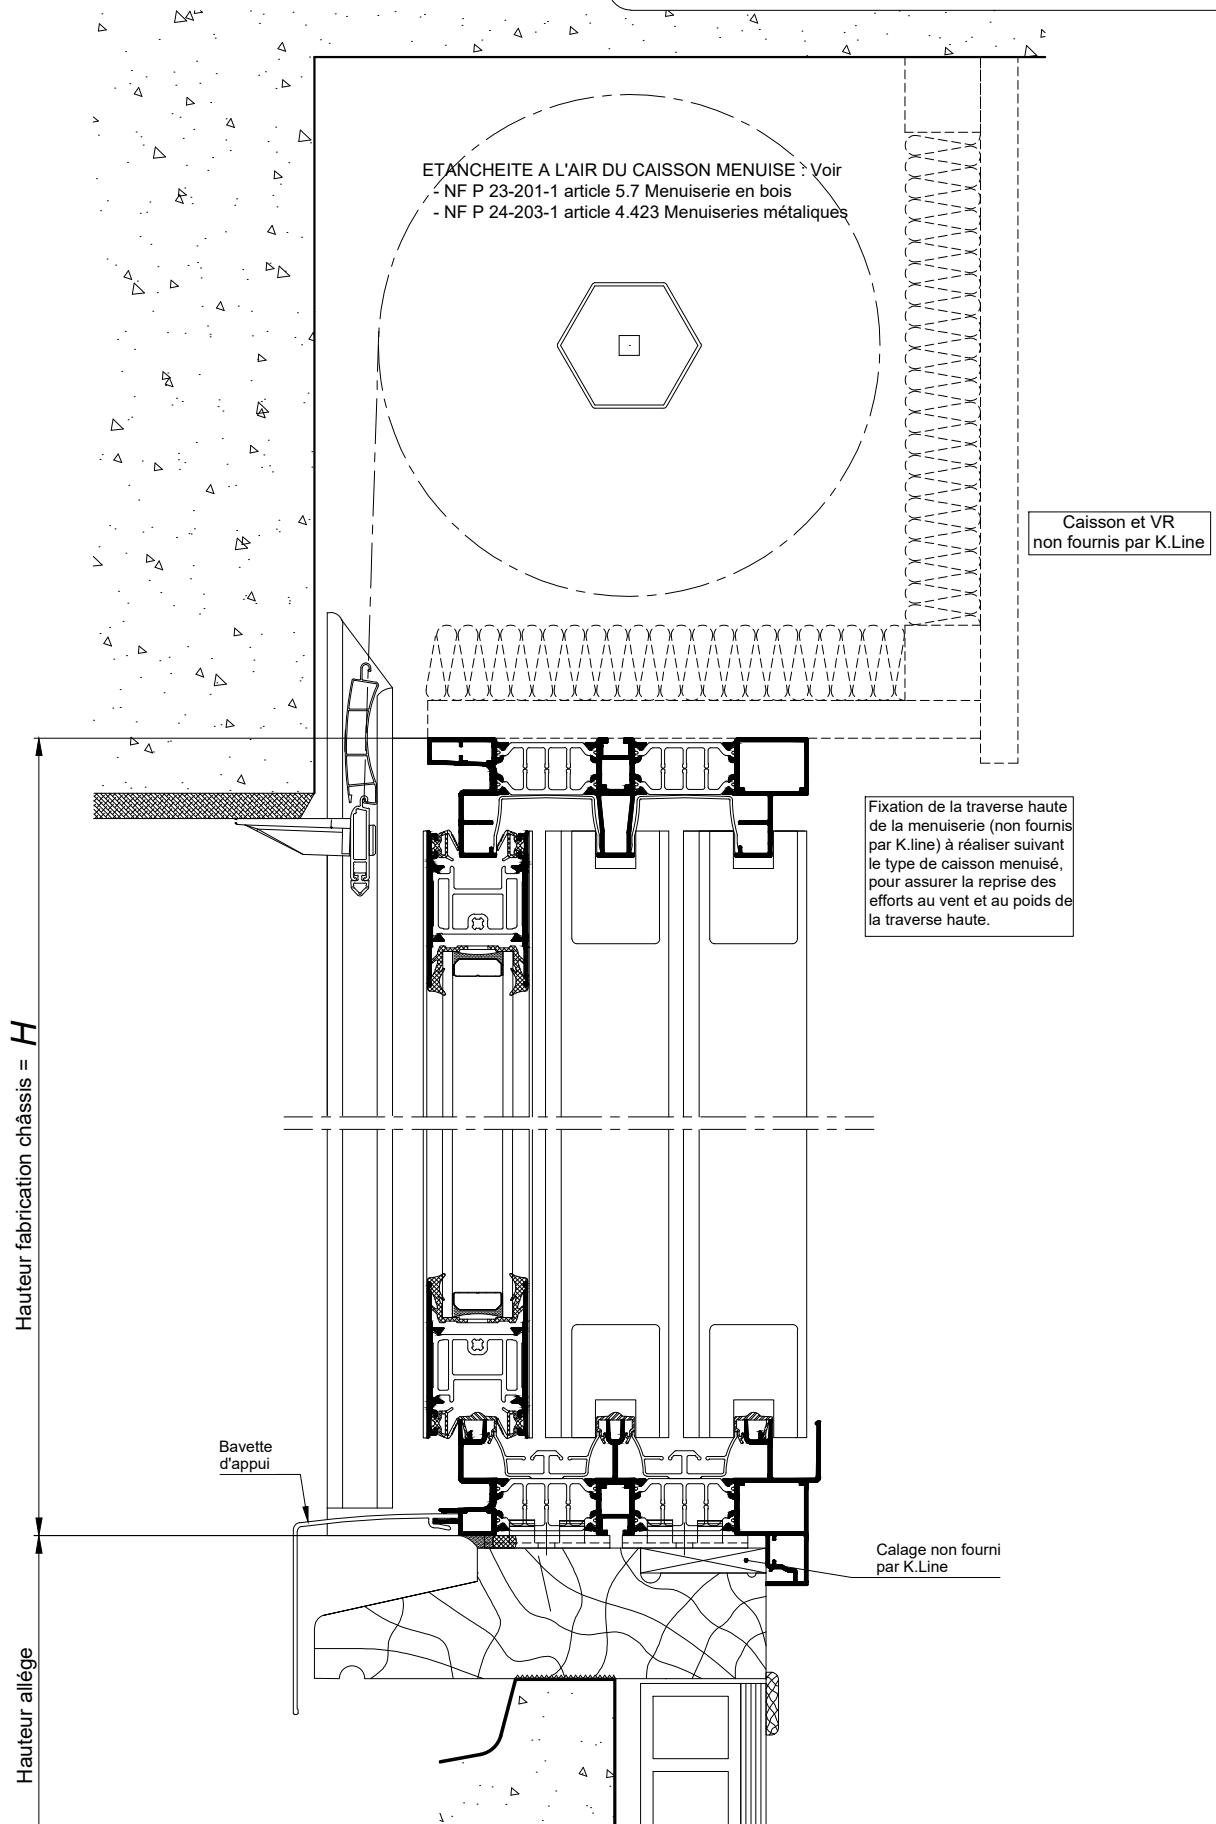 ETANCHEITE A L'AIR DU CAISSON MENUISE : Voir
- NF P 23-201-1 article 5.7 Menuiserie en bois
- NF P 24-203-1 article 4.423 Menuiseries métaliques
Caisson et VR
non fournis par K.Line
Fixation de la traverse haute
de la menuiserie (non fournis
par K.line) à réaliser suivant
le type de caisson menuisé,
pour assurer la reprise des
efforts au vent et au poids de
la traverse haute.
Hauteur fabrication châssis = H
Bavette
d'appui
Calage non fourni
par K.Line
Hauteur allége